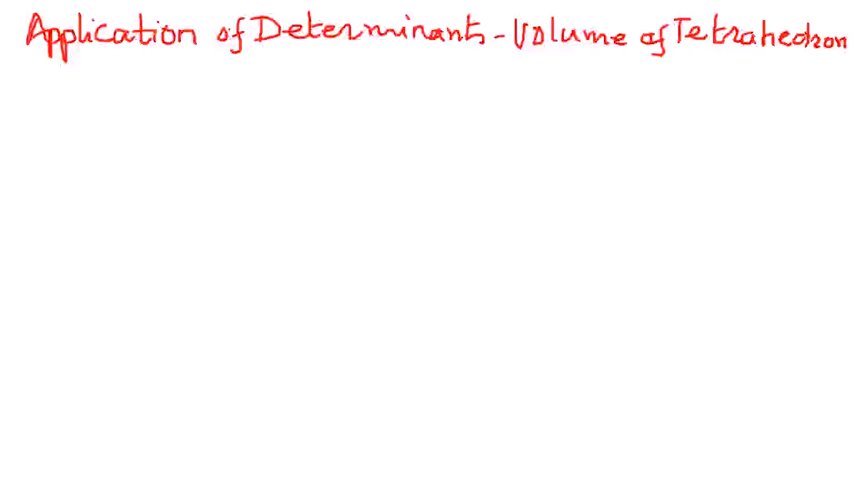 Application of Determinants - Volume of Tetrahedron